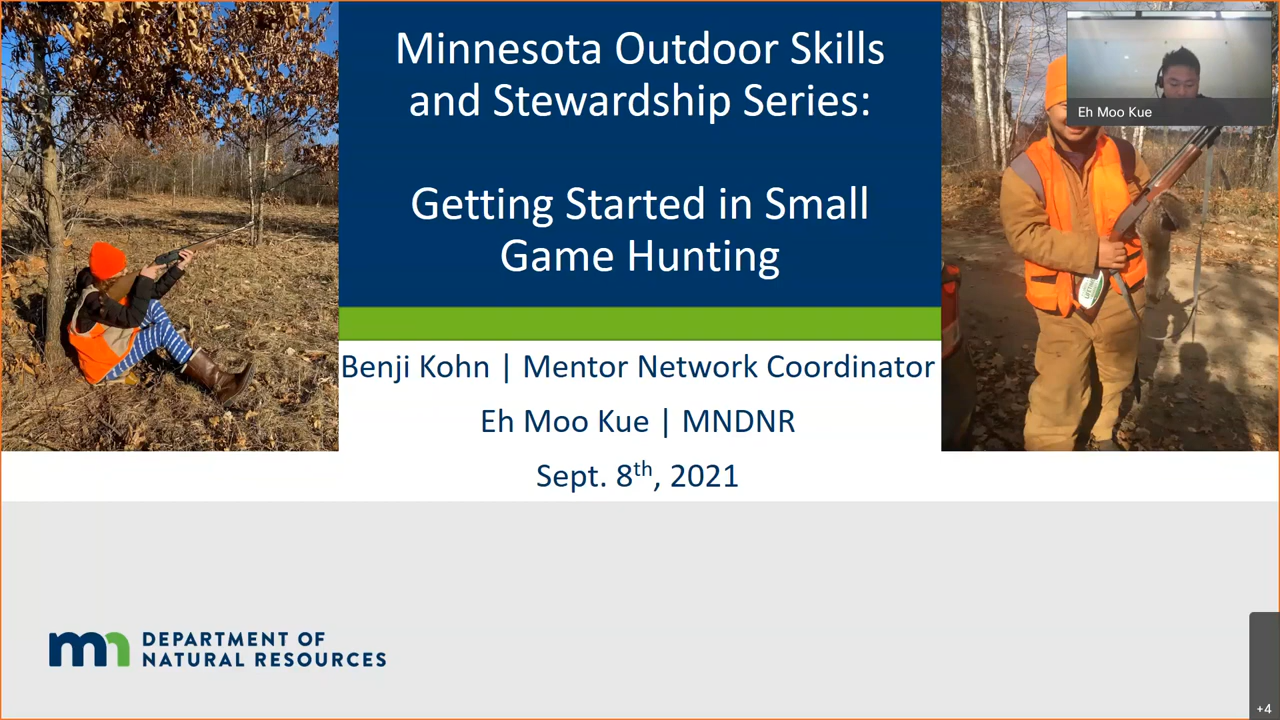 Minnesota Outdoor Skills
and Stewardship Series:
Getting Started in Small
Game Hunting
Eh Moo Kue
Benji Kohn | Mentor Network Coordinator
Eh Moo Kue | MNDNR
Sept. 8th, 2021
mn DEPARTMENT OF
NATURAL RESOURCES
+4